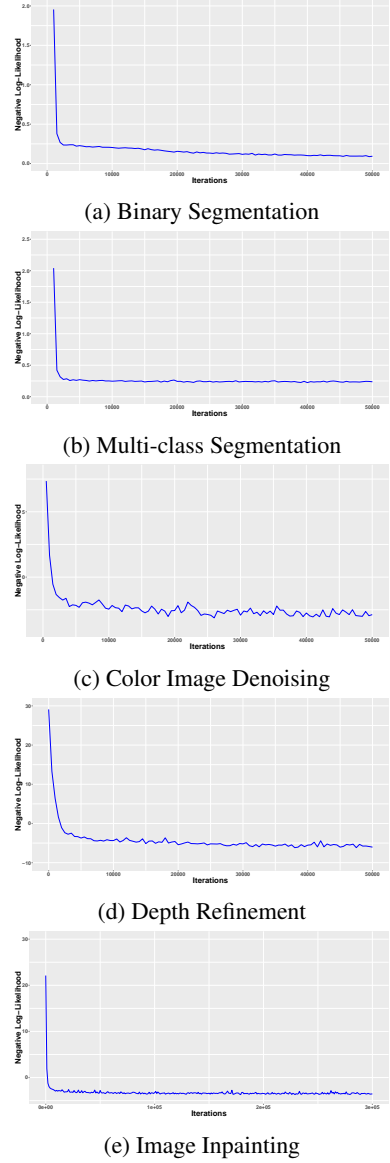 2.0
1.5
1.0
0.5
0.0
Negative Log-Likelihood
0 10000 20000 30000 40000 50000
Iterations
(a) Binary Segmentation
2.5
2.0
1.5
1.0
0.5
0.0
Negative Log-Likelihood
0 10000 20000 30000 40000 50000
Iterations
(b) Multi-class Segmentation
5
0
Negative Log-Likelihood
0 10000 20000 30000 40000 50000
Iterations
(c) Color Image Denoising
30
20
10
0
-10
Negative Log-Likelihood
0 10000 20000 30000 40000 50000
Iterations
(d) Depth Refinement
30
20
10
0
Negative Log-Likelihood
0e+00 1e+05 2e+05 3e+05
Iterations
(e) Image Inpainting